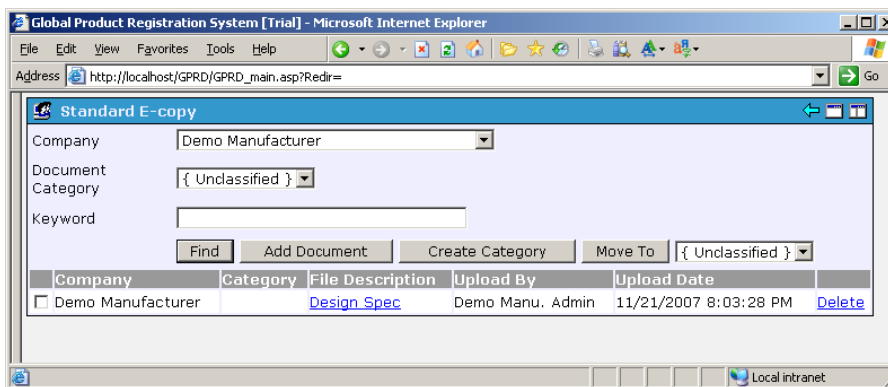 Global Product Registration System [Trial] - Microsoft Internet Explorer
File Edit View Favorites Tools Help
Address http://localhost/GPRD/GPRD_main.asp?Redir= Go
Standard E-copy
Company Demo Manufacturer
Document Category { Unclassified }
Keyword
Find Add Document Create Category Move To { Unclassified }
Company Category File Description Upload By Upload Date
Demo Manufacturer Design Spec Demo Manu. Admin 11/21/2007 8:03:28 PM Delete
Local intranet